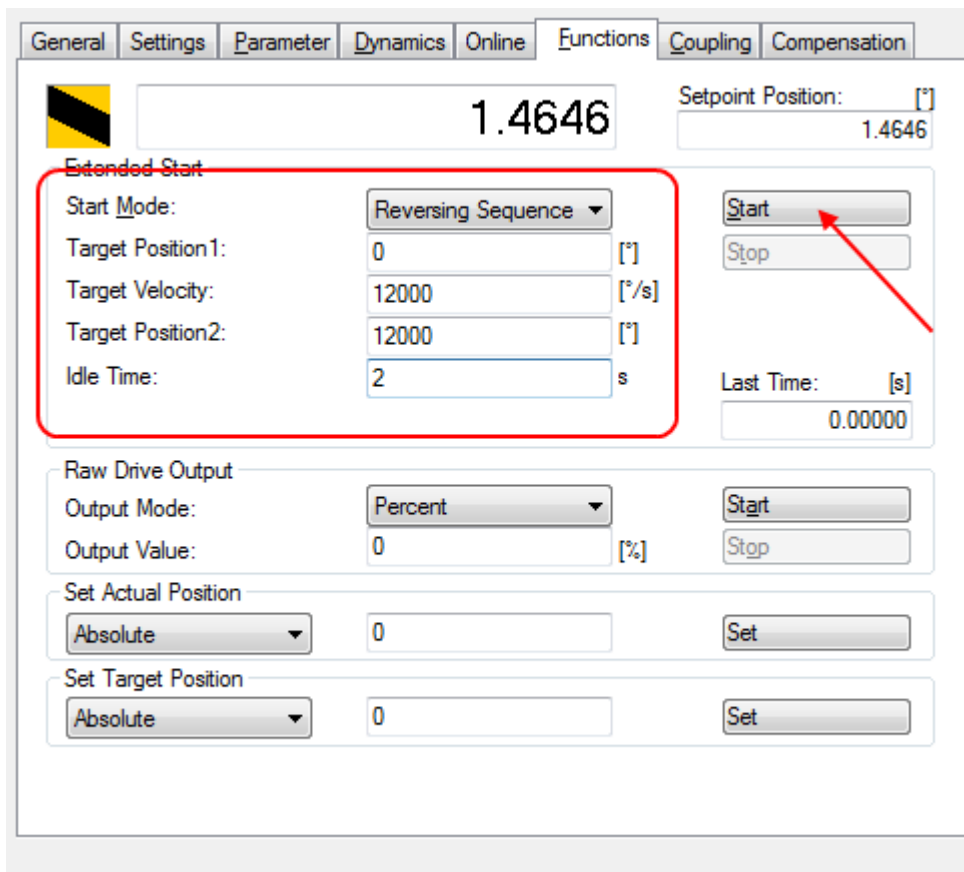 General Settings Parameter Dynamics Online Functions Coupling Compensation
1.4646
Setpoint Position: [°]
1.4646
Extended Start
Start Mode: Reversing Sequence Start
Target Position1: 0 [°] Stop
Target Velocity: 12000 [°/s]
Target Position2: 12000 [°]
Idle Time: 2 s Last Time: [s]
0.00000
Raw Drive Output
Output Mode: Percent Start
Output Value: 0 [%] Stop
Set Actual Position
Absolute 0 Set
Set Target Position
Absolute 0 Set